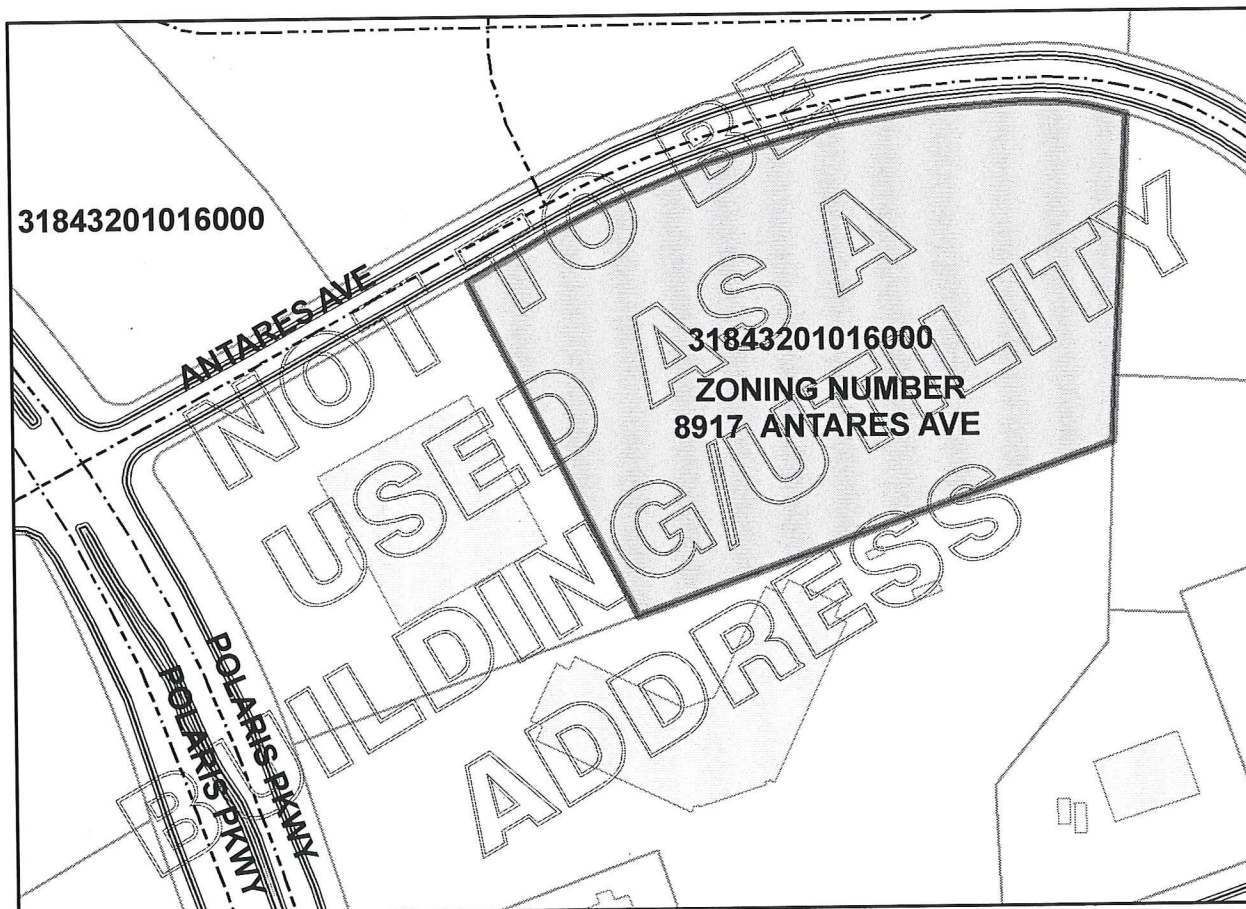 31843201016000
ANTARES AVE
31843201016000
ZONING NUMBER
8917 ANTARES AVE
NOT TO BE
USED AS A
BUILDING/UTILITY
ADDRESS
POLARIS PKWY
POLARIS PKWY